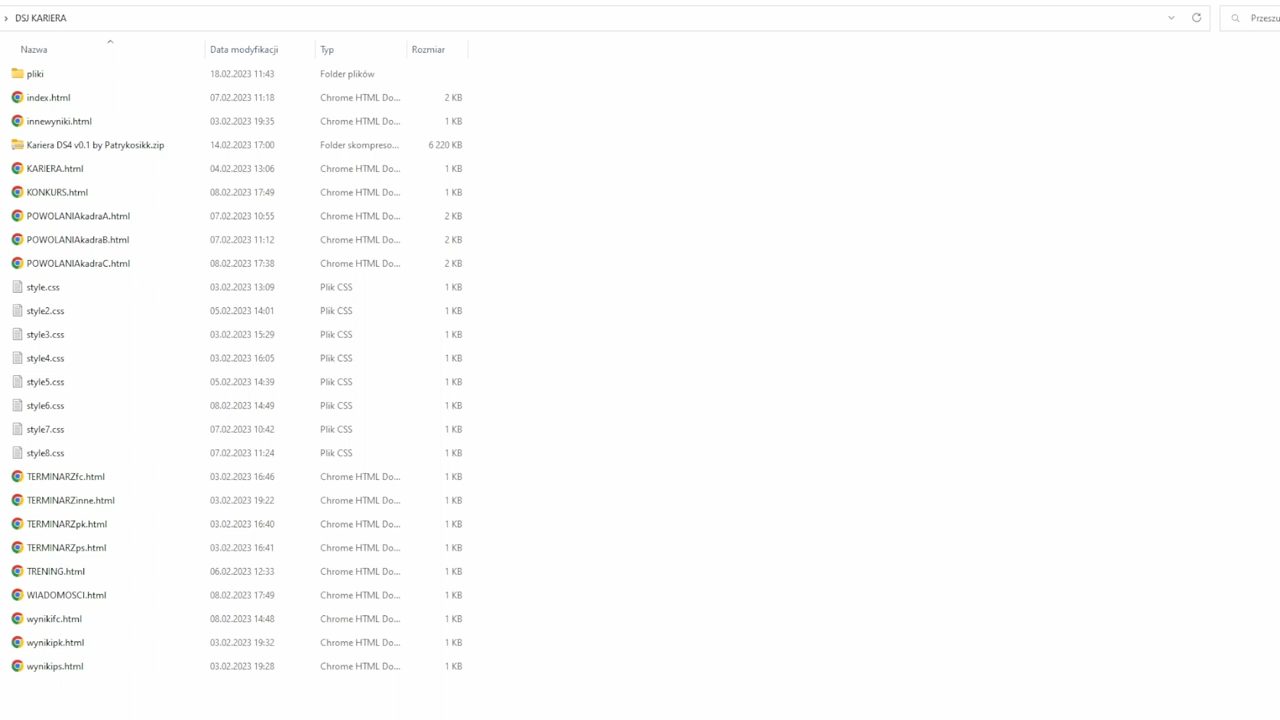 DSJ KARIERA
Nazwa Data modyfikacji Typ Rozmiar
pliki 18.02.2023 11:43 Folder plików
index.html 07.02.2023 11:18 Chrome HTML Do... 2 KB
innewyniki.html 03.02.2023 19:35 Chrome HTML Do... 1 KB
Kariera DS4 v0.1 by Patrykosikk.zip 14.02.2023 17:00 Folder skompreso... 6 220 KB
KARIERA.html 04.02.2023 13:06 Chrome HTML Do... 1 KB
KONKURS.html 08.02.2023 17:49 Chrome HTML Do... 1 KB
POWOLANIAkadraA.html 07.02.2023 10:55 Chrome HTML Do... 2 KB
POWOLANIAkadraB.html 07.02.2023 11:12 Chrome HTML Do... 2 KB
POWOLANIAkadraC.html 08.02.2023 17:38 Chrome HTML Do... 2 KB
style.css 03.02.2023 13:09 Plik CSS 1 KB
style2.css 05.02.2023 14:01 Plik CSS 1 KB
style3.css 03.02.2023 15:29 Plik CSS 1 KB
style4.css 03.02.2023 16:05 Plik CSS 1 KB
style5.css 05.02.2023 14:39 Plik CSS 1 KB
style6.css 08.02.2023 14:49 Plik CSS 1 KB
style7.css 07.02.2023 10:42 Plik CSS 1 KB
style8.css 07.02.2023 11:24 Plik CSS 1 KB
TERMINARZfc.html 03.02.2023 16:46 Chrome HTML Do... 1 KB
TERMINARZinne.html 03.02.2023 19:22 Chrome HTML Do... 1 KB
TERMINARZpk.html 03.02.2023 16:40 Chrome HTML Do... 1 KB
TERMINARZps.html 03.02.2023 16:41 Chrome HTML Do... 1 KB
TRENING.html 06.02.2023 12:33 Chrome HTML Do... 1 KB
WIADOMOSCI.html 08.02.2023 17:49 Chrome HTML Do... 1 KB
wynikifc.html 08.02.2023 14:48 Chrome HTML Do... 1 KB
wynikipk.html 03.02.2023 19:32 Chrome HTML Do... 1 KB
wynikips.html 03.02.2023 19:28 Chrome HTML Do... 1 KB